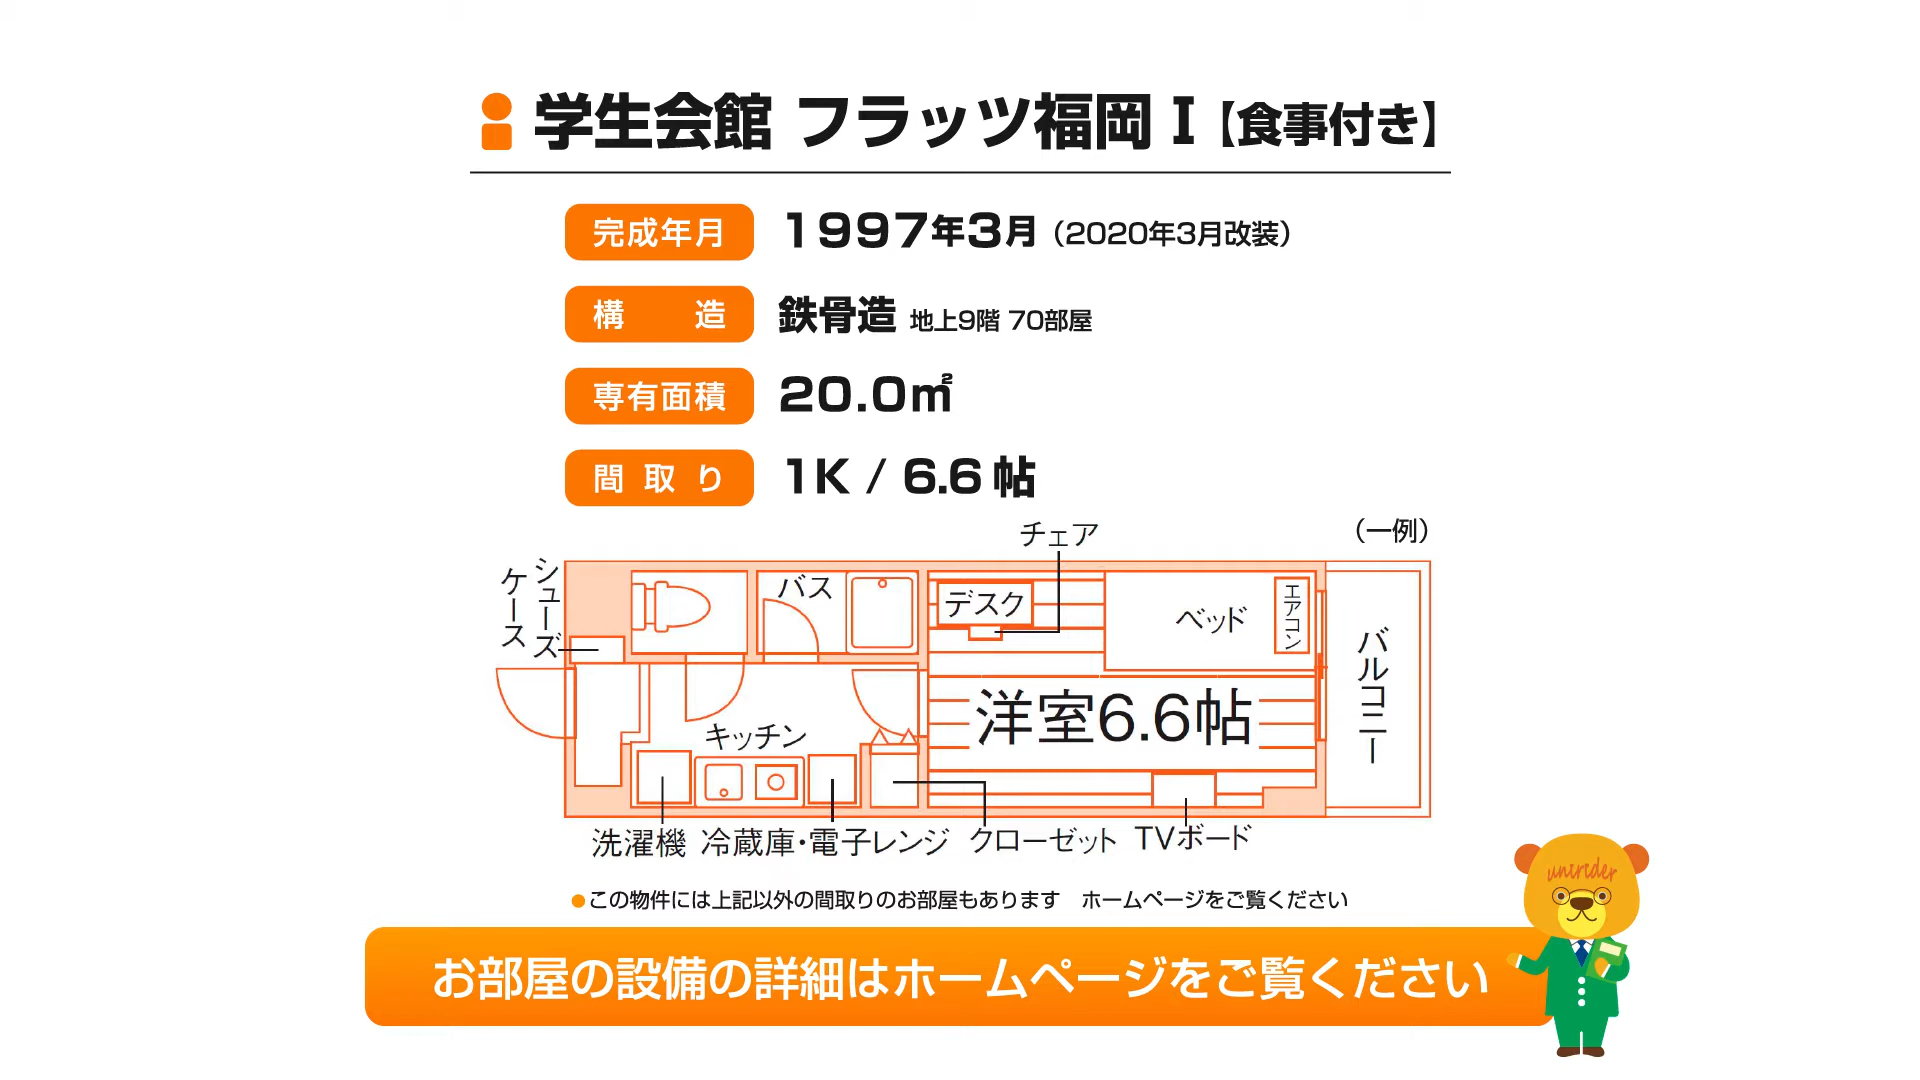 学生会館 フラッツ福岡Ⅰ【食事付き】
完成年月 1997年3月（2020年3月改装）
構造 鉄骨造 地上9階 70部屋
専有面積 20.0㎡
間取り 1K / 6.6帖
（一例）
チェア
シューズケース
バス
デスク
ベッド
エアコン
バルコニー
洋室6.6帖
キッチン
洗濯機
冷蔵庫・電子レンジ
クローゼット
TVボード
●この物件には上記以外の間取りのお部屋もあります　ホームページをご覧ください
unirider
お部屋の設備の詳細はホームページをご覧ください